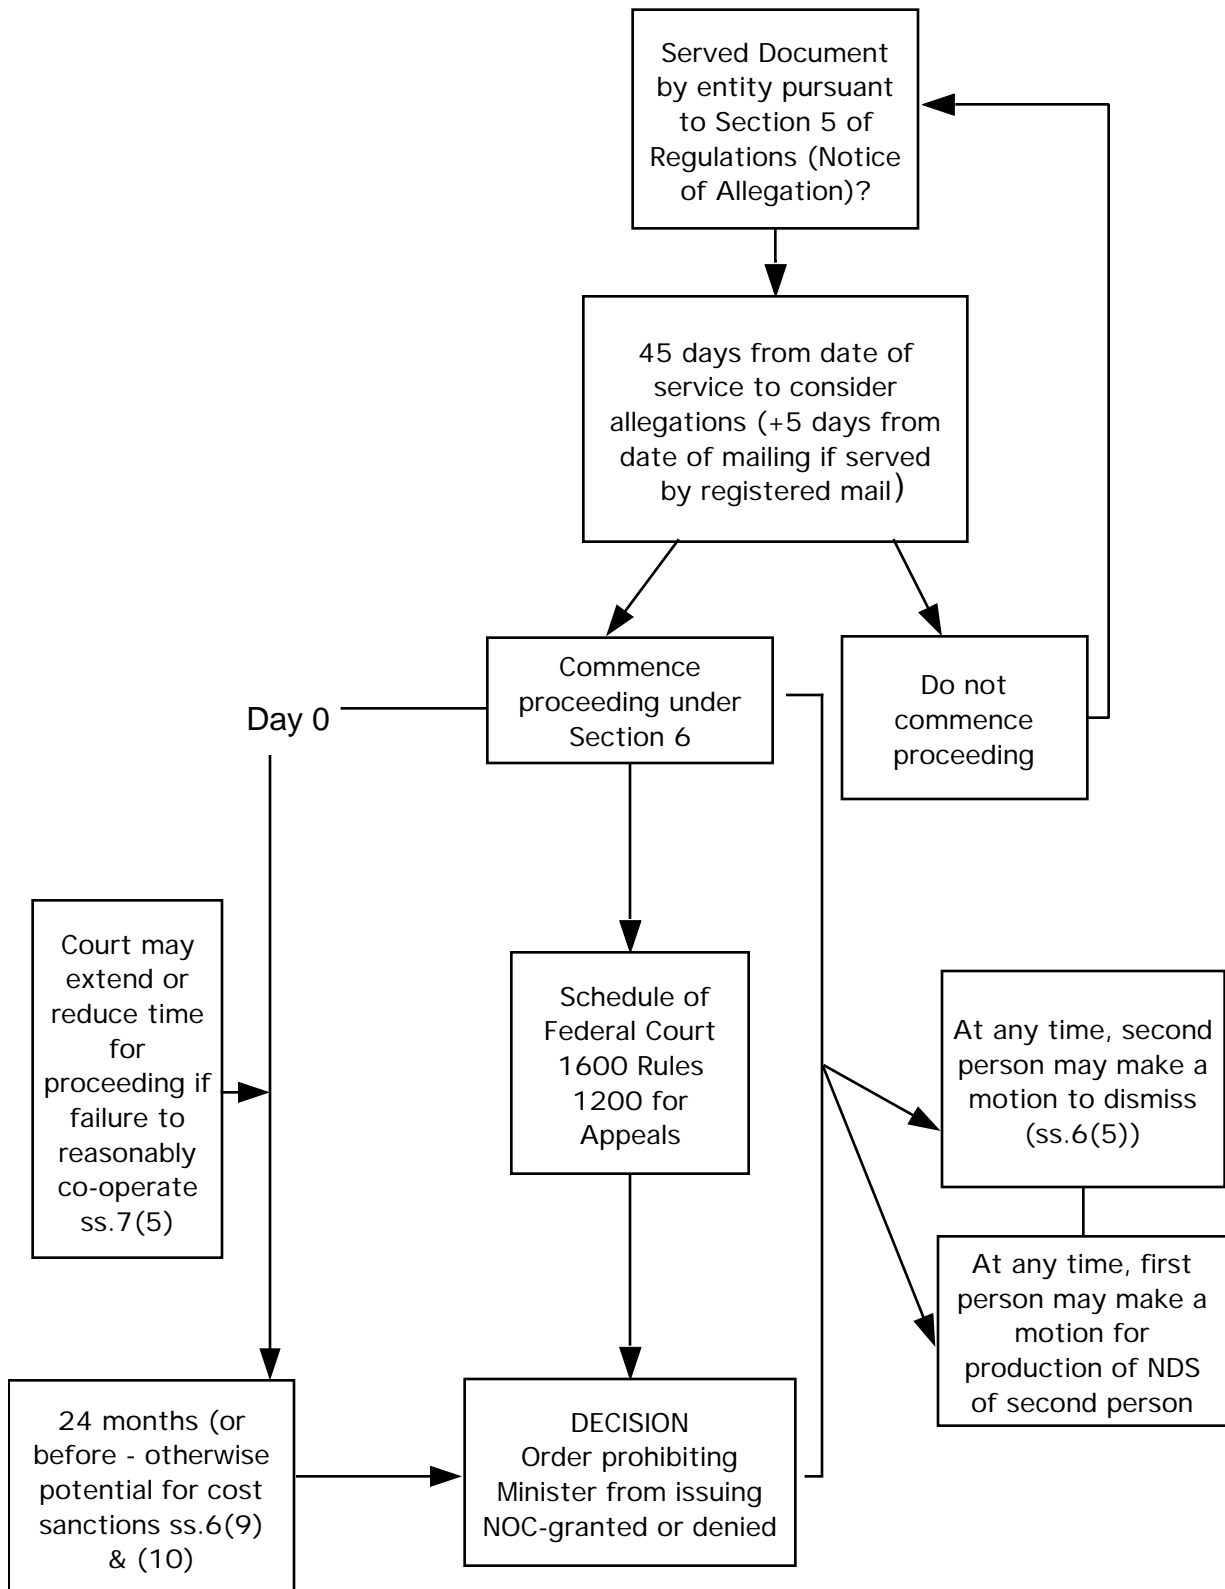 Served Document
by entity pursuant
to Section 5 of
Regulations (Notice
of Allegation)?
45 days from date of
service to consider
allegations (+5 days from
date of mailing if served
by registered mail)
Commence
proceeding under
Section 6
Do not
commence
proceeding
Day 0
Court may
extend or
reduce time
for
proceeding if
failure to
reasonably
co-operate
ss.7(5)
Schedule of
Federal Court
1600 Rules
1200 for
Appeals
At any time, second
person may make a
motion to dismiss
(ss.6(5))
At any time, first
person may make a
motion for
production of NDS
of second person
24 months (or
before - otherwise
potential for cost
sanctions ss.6(9)
& (10)
DECISION
Order prohibiting
Minister from issuing
NOC-granted or denied